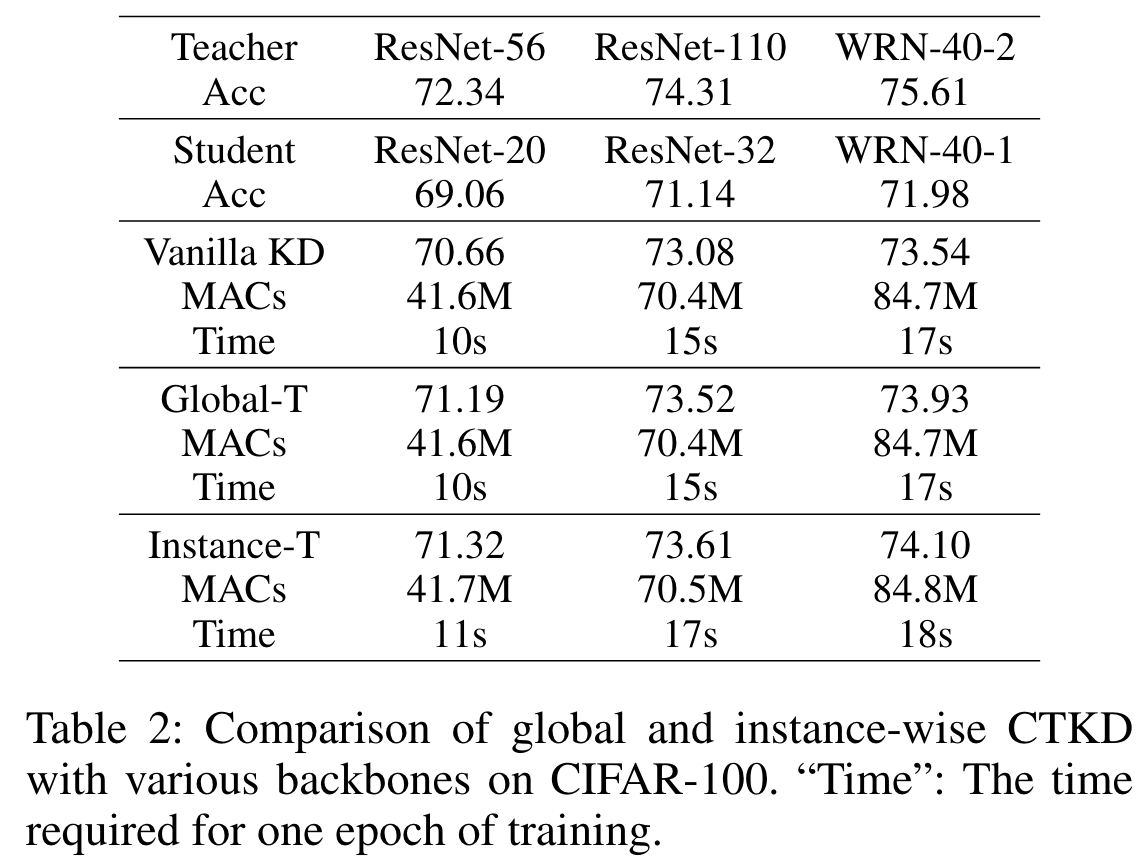 Teacher ResNet-56 ResNet-110 WRN-40-2
Acc 72.34 74.31 75.61
Student ResNet-20 ResNet-32 WRN-40-1
Acc 69.06 71.14 71.98
Vanilla KD 70.66 73.08 73.54
MACs 41.6M 70.4M 84.7M
Time 10s 15s 17s
Global-T 71.19 73.52 73.93
MACs 41.6M 70.4M 84.7M
Time 10s 15s 17s
Instance-T 71.32 73.61 74.10
MACs 41.7M 70.5M 84.8M
Time 11s 17s 18s
Table 2: Comparison of global and instance-wise CTKD
with various backbones on CIFAR-100. “Time”: The time
required for one epoch of training.